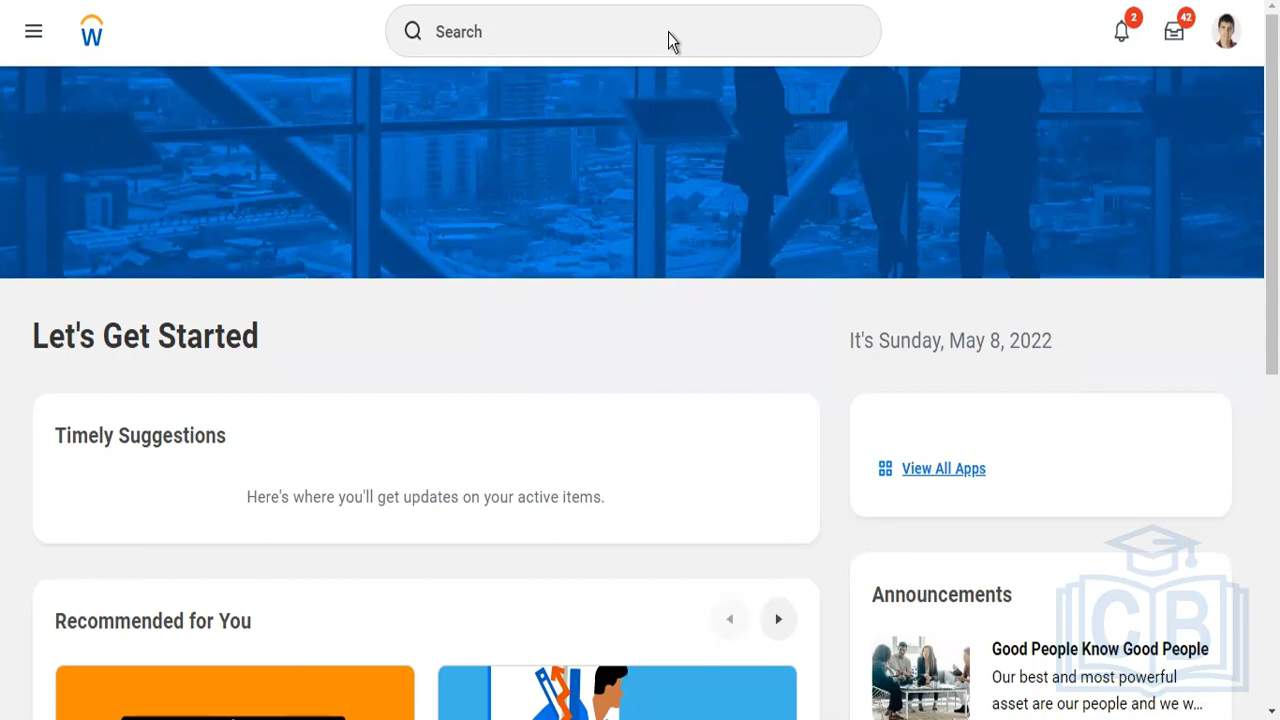 W
Search
2
42
Let's Get Started
It's Sunday, May 8, 2022
Timely Suggestions
Here's where you'll get updates on your active items.
View All Apps
Recommended for You
Announcements
Good People Know Good People
Our best and most powerful
asset are our people and we w...
CB